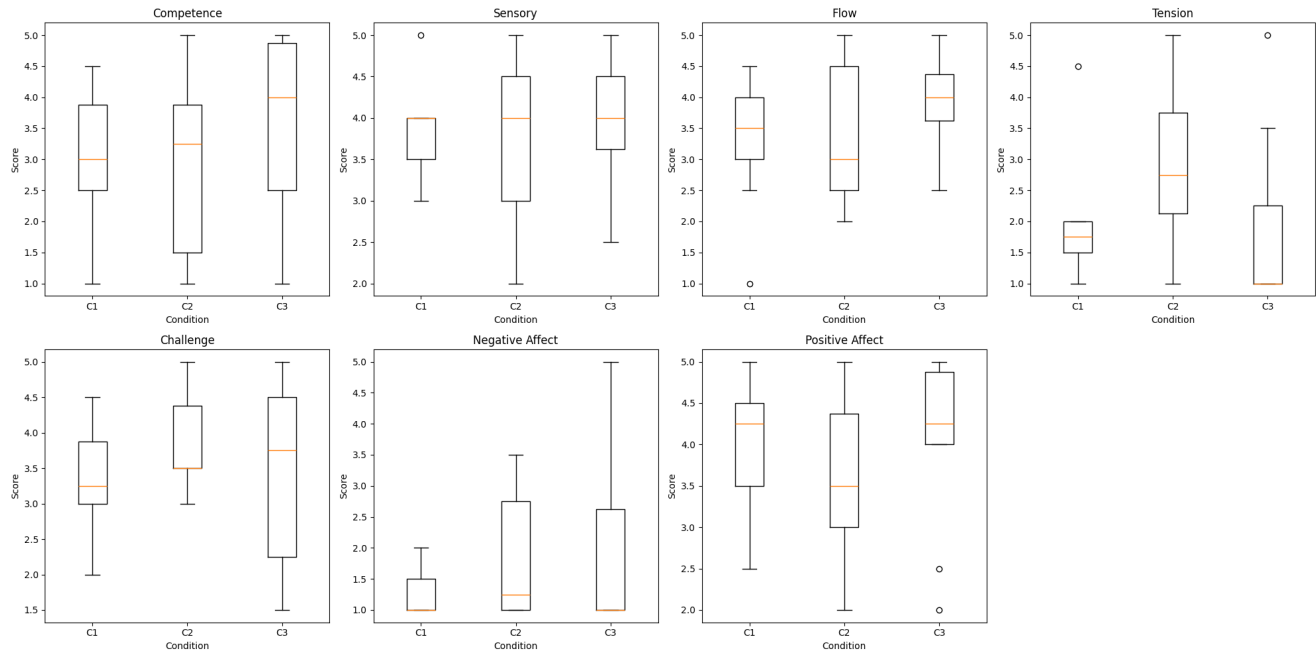 Competence
5.0
4.5
4.0
3.5
3.0
2.5
2.0
1.5
1.0
Score
C1 C2 C3
Condition
Sensory
5.0
4.5
4.0
3.5
3.0
2.5
2.0
Score
C1 C2 C3
Condition
Flow
5.0
4.5
4.0
3.5
3.0
2.5
2.0
1.5
1.0
Score
C1 C2 C3
Condition
Tension
5.0
4.5
4.0
3.5
3.0
2.5
2.0
1.5
1.0
Score
C1 C2 C3
Condition
Challenge
5.0
4.5
4.0
3.5
3.0
2.5
2.0
1.5
Score
C1 C2 C3
Condition
Negative Affect
5.0
4.5
4.0
3.5
3.0
2.5
2.0
1.5
1.0
Score
C1 C2 C3
Condition
Positive Affect
5.0
4.5
4.0
3.5
3.0
2.5
2.0
Score
C1 C2 C3
Condition